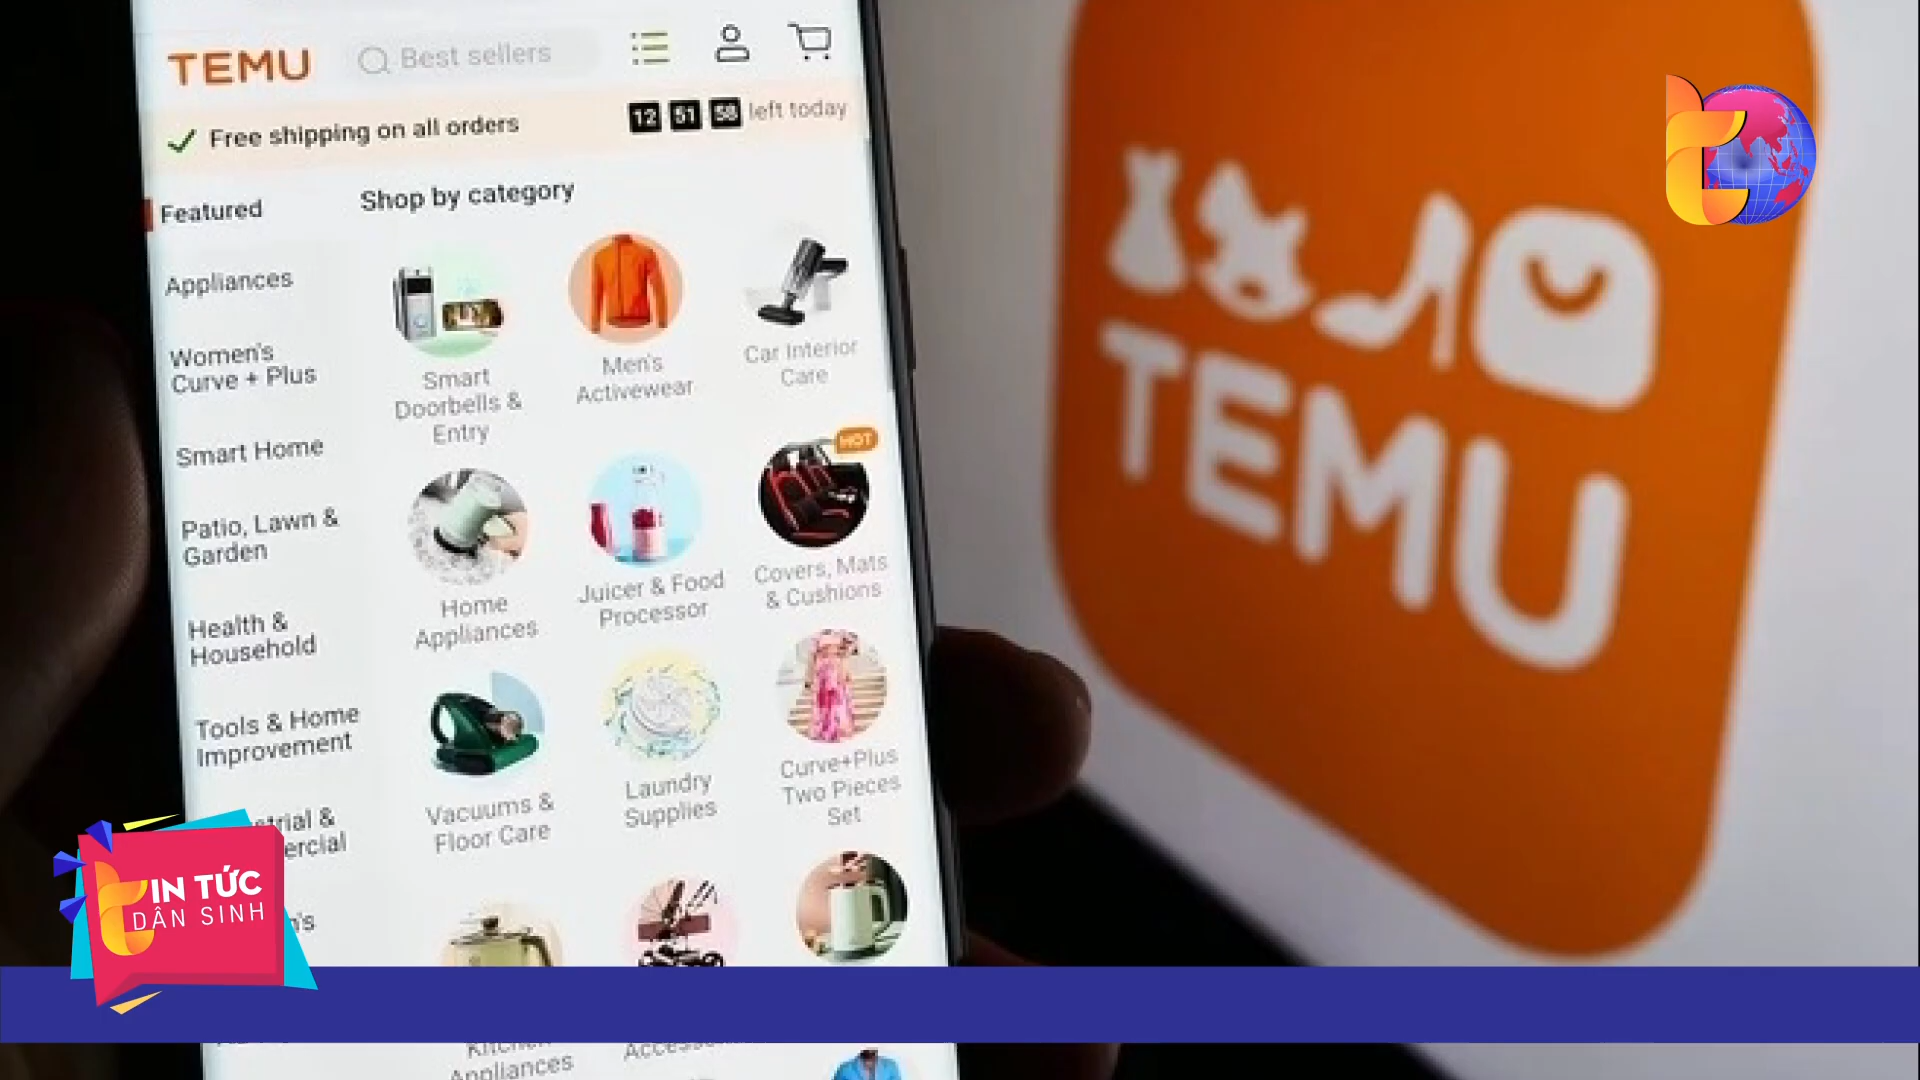 TEMU
Best sellers
Free shipping on all orders
12 51 58 left today
Featured
Shop by category
Appliances
Women's
Curve + Plus
Smart Home
Patio, Lawn &
Garden
Health &
Household
Tools & Home
Improvement
Smart
Doorbells &
Entry
Men's
Activewear
Car Interior
Care
HOT
Home
Appliances
Juicer & Food
Processor
Covers, Mats
& Cushions
Vacuums &
Floor Care
Laundry
Supplies
Curve+Plus
Two Pieces
Set
Kitchen
Appliances
TEMU
TIN TỨC
DÂN SINH